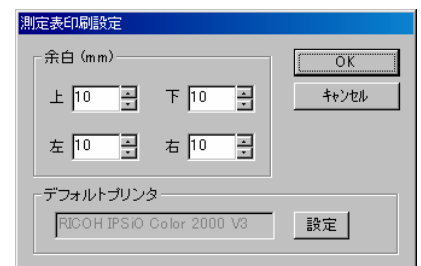 測定表印刷設定
余白 (mm)
上 10 下 10
左 10 右 10
OK
キャンセル
デフォルトプリンタ
RICOH IPSiO Color 2000 V3
設定